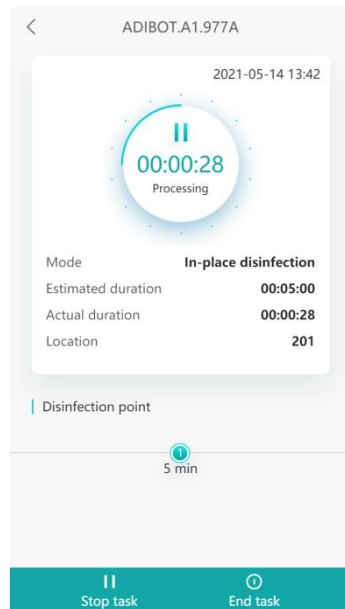 ADIBOT.A1.977A
2021-05-14 13:42
00:00:28
Processing
Mode In-place disinfection
Estimated duration 00:05:00
Actual duration 00:00:28
Location 201
Disinfection point
1
5 min
Stop task End task